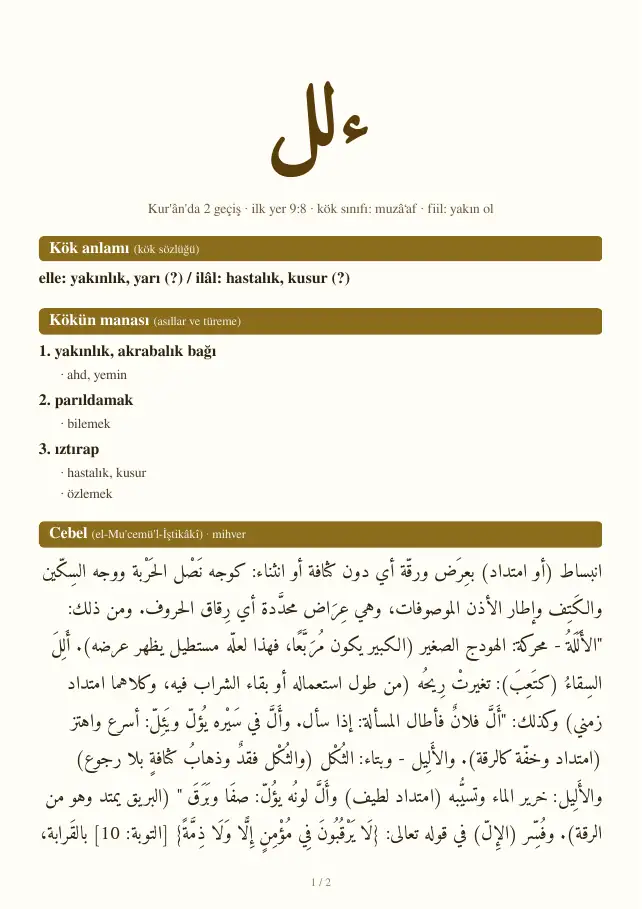 ءلل
Kur'ân'da 2 geçiş · ilk yer 9:8 · kök sınıfı: muzâ'af · fiil: yakın ol
Kök anlamı (kök sözlüğü)
elle: yakınlık, yarı (?) / ilâl: hastalık, kusur (?)
Kökün manası (asıllar ve türeme)
1. yakınlık, akrabalık bağı
· ahd, yemin
2. parıldamak
· bilemek
3. ıztırap
· hastalık, kusur
· özlemek
Cebel (el-Mu'cemü'l-İştikâkî) · mihver
انبساط (أو امتداد) بعِرَض ورقّة أي دون كثافة أو انثناء: كوجه نَصْل الحَرْبة ووجه السِكّين
والكَتِف وإطار الأذن الموصوفات، وهي عِرَاض محدَّدة أي رِقاق الحروف. ومن ذلك:
"الأَلَلَةُ - محركة: الهودج الصغير (الكبير يكون مُرَبَّعًا، فهذا لعلّه مستطيل يظهر عرضه). أَلِلَ
السِقاءُ (كتَعِبَ): تغيرتْ رِيحُه (من طول استعماله أو بقاء الشراب فيه، وكلاهما امتداد
زمني) وكذلك: "أَلَّ فلانٌ فأطال المسألة: إذا سأل. وأَلَّ في سَيْره يُؤلّ ويَئِلّ: أسرع واهتز
(امتداد وخفّة كالرقة). والأَلِيل - وبتاء: الثُكْل (والثُكْل فقدٌ وذهابُ كثافةٍ بلا رجوع)
والأَلِيل: خرير الماء وتسيُّبه (امتداد لطيف) وأَلَّ لونُه يؤُلّ: صفَا وبَرَقَ " (البريق يمتد وهو من
الرقة). وفُسِّر (الإلّ) في قوله تعالى: {لَا يَرْقُبُونَ فِي مُؤْمِنٍ إِلًّا وَلَا ذِمَّةً} [التوبة: 10] بالقَرابة،
1 / 2